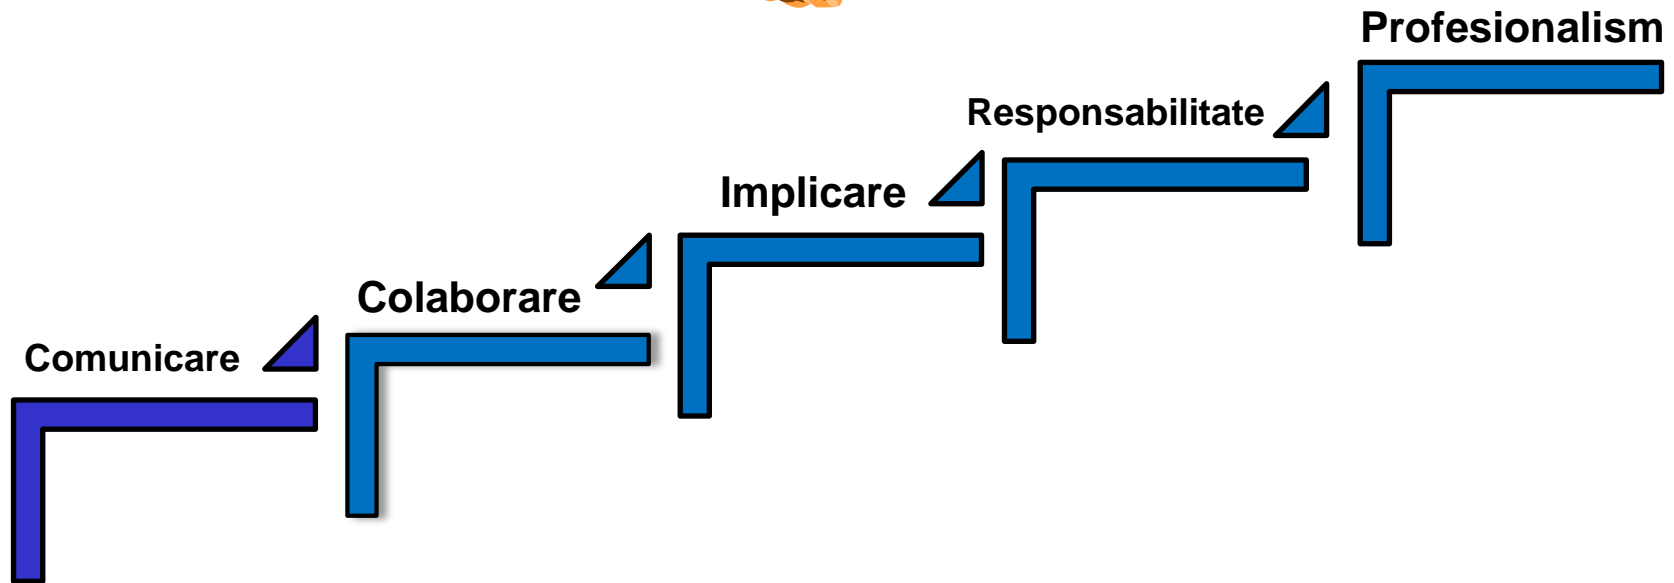 Profesionalism
Responsabilitate
Implicare
Colaborare
Comunicare